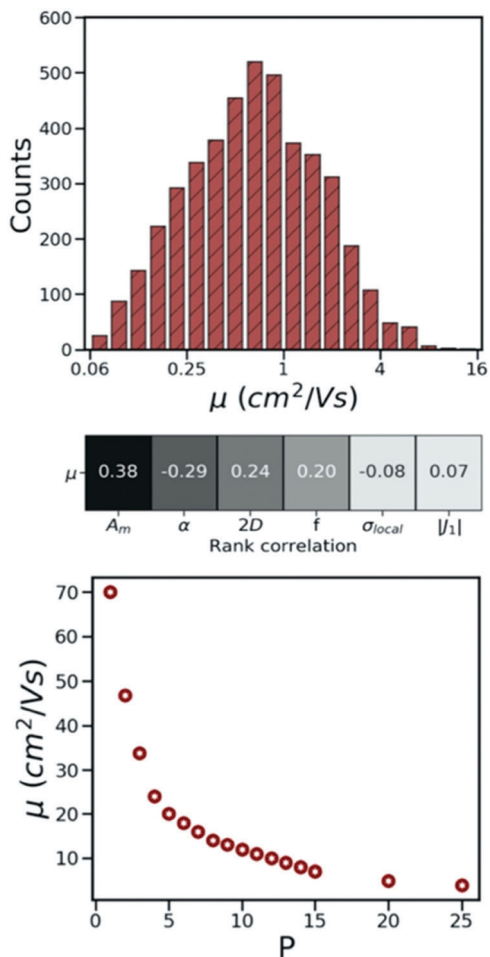 600
500
400
300
200
100
0
Counts
0.06 0.25 1 4 16
μ (cm²/Vs)
μ 0.38 -0.29 0.24 0.20 -0.08 0.07
A_m α 2D f σ_local |J_1|
Rank correlation
70
60
50
40
30
20
10
μ (cm²/Vs)
0 5 10 15 20 25
P